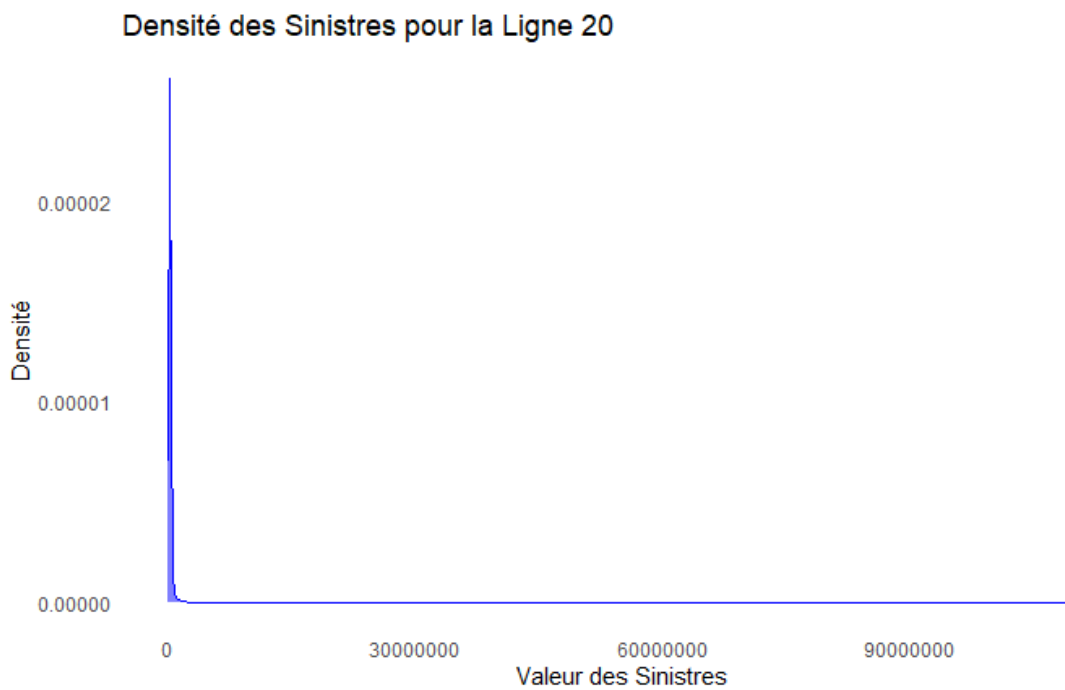 Densité des Sinistres pour la Ligne 20
Densité
0.00002
0.00001
0.00000
0 30000000 60000000 90000000
Valeur des Sinistres